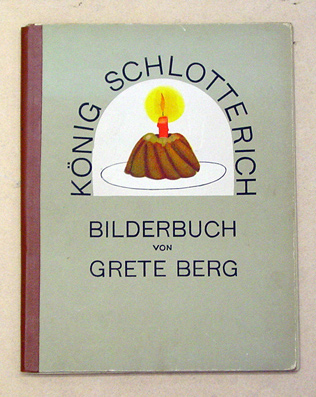 KÖNIG SCHLOTTERICH
BILDERBUCH
VON
GRETE BERG